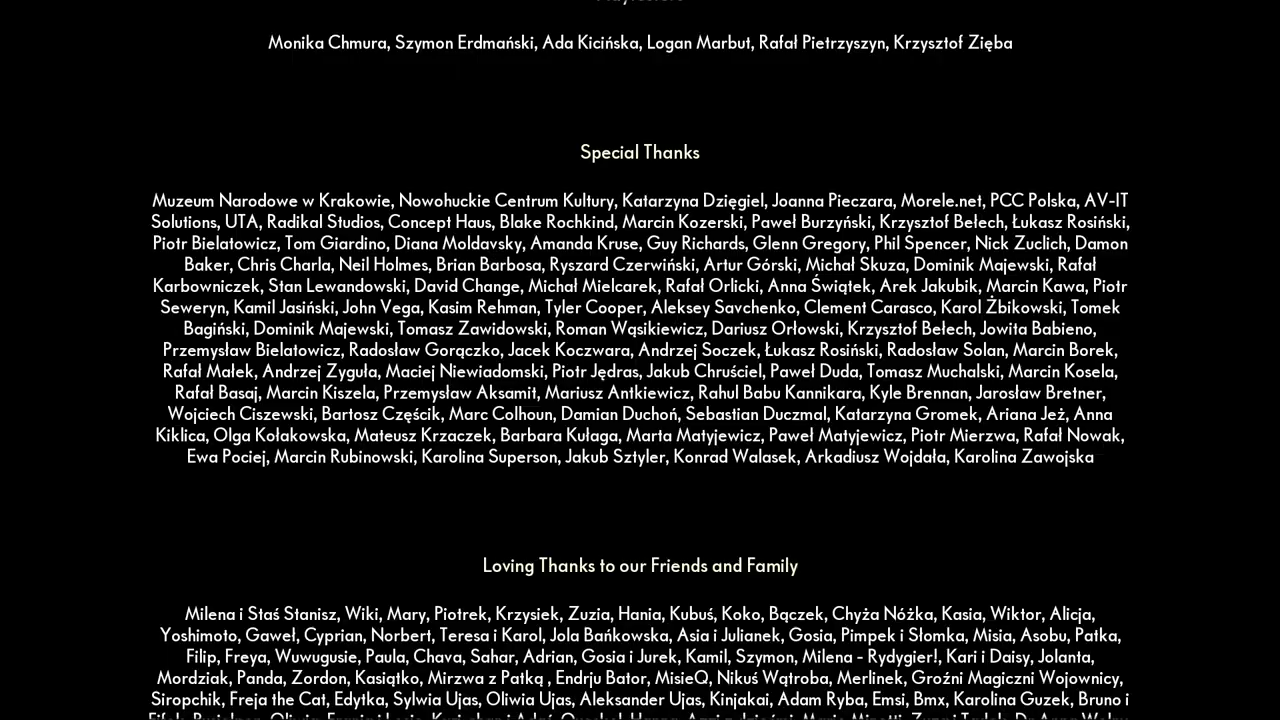 Monika Chmura, Szymon Erdmański, Ada Kicińska, Logan Marbut, Rafał Pietrzyszyn, Krzysztof Zięba
Special Thanks
Muzeum Narodowe w Krakowie, Nowohuckie Centrum Kultury, Katarzyna Dzięgiel, Joanna Pieczara, Morele.net, PCC Polska, AV-IT
Solutions, UTA, Radikal Studios, Concept Haus, Blake Rochkind, Marcin Kozerski, Paweł Burzyński, Krzysztof Bełech, Łukasz Rosiński,
Piotr Bielatowicz, Tom Giardino, Diana Moldavsky, Amanda Kruse, Guy Richards, Glenn Gregory, Phil Spencer, Nick Zuclich, Damon
Baker, Chris Charla, Neil Holmes, Brian Barbosa, Ryszard Czerwiński, Artur Górski, Michał Skuza, Dominik Majewski, Rafał
Karbowniczek, Stan Lewandowski, David Change, Michał Mielcarek, Rafał Orlicki, Anna Świątek, Arek Jakubik, Marcin Kawa, Piotr
Seweryn, Kamil Jasiński, John Vega, Kasim Rehman, Tyler Cooper, Aleksey Savchenko, Clement Carasco, Karol Żbikowski, Tomek
Bagiński, Dominik Majewski, Tomasz Zawidowski, Roman Wąsikiewicz, Dariusz Orłowski, Krzysztof Bełech, Jowita Babieno,
Przemysław Bielatowicz, Radosław Gorączko, Jacek Koczwara, Andrzej Soczek, Łukasz Rosiński, Radosław Solan, Marcin Borek,
Rafał Małek, Andrzej Zyguła, Maciej Niewiadomski, Piotr Jędras, Jakub Chruściel, Paweł Duda, Tomasz Muchalski, Marcin Kosela,
Rafał Basaj, Marcin Kiszela, Przemysław Aksamit, Mariusz Antkiewicz, Rahul Babu Kannikara, Kyle Brennan, Jarosław Bretner,
Wojciech Ciszewski, Bartosz Częścik, Marc Colhoun, Damian Duchoń, Sebastian Duczmal, Katarzyna Gromek, Ariana Jeż, Anna
Kiklica, Olga Kołakowska, Mateusz Krzaczek, Barbara Kułaga, Marta Matyjewicz, Paweł Matyjewicz, Piotr Mierzwa, Rafał Nowak,
Ewa Pociej, Marcin Rubinowski, Karolina Superson, Jakub Sztyler, Konrad Walasek, Arkadiusz Wojdała, Karolina Zawojska
Loving Thanks to our Friends and Family
Milena i Staś Stanisz, Wiki, Mary, Piotrek, Krzysiek, Zuzia, Hania, Kubuś, Koko, Bączek, Chyża Nóżka, Kasia, Wiktor, Alicja,
Yoshimoto, Gaweł, Cyprian, Norbert, Teresa i Karol, Jola Bańkowska, Asia i Julianek, Gosia, Pimpek i Słomka, Misia, Asobu, Patka,
Filip, Freya, Wuwugusie, Paula, Chava, Sahar, Adrian, Gosia i Jurek, Kamil, Szymon, Milena - Rydygier!, Kari i Daisy, Jolanta,
Mordziak, Panda, Zordon, Kasiątko, Mirzwa z Patką , Endrju Bator, MisieQ, Nikuś Wątroba, Merlinek, Groźni Magiczni Wojownicy,
Siropchik, Freja the Cat, Edytka, Sylwia Ujas, Oliwia Ujas, Aleksander Ujas, Kinjakai, Adam Ryba, Emsi, Bmx, Karolina Guzek, Bruno i